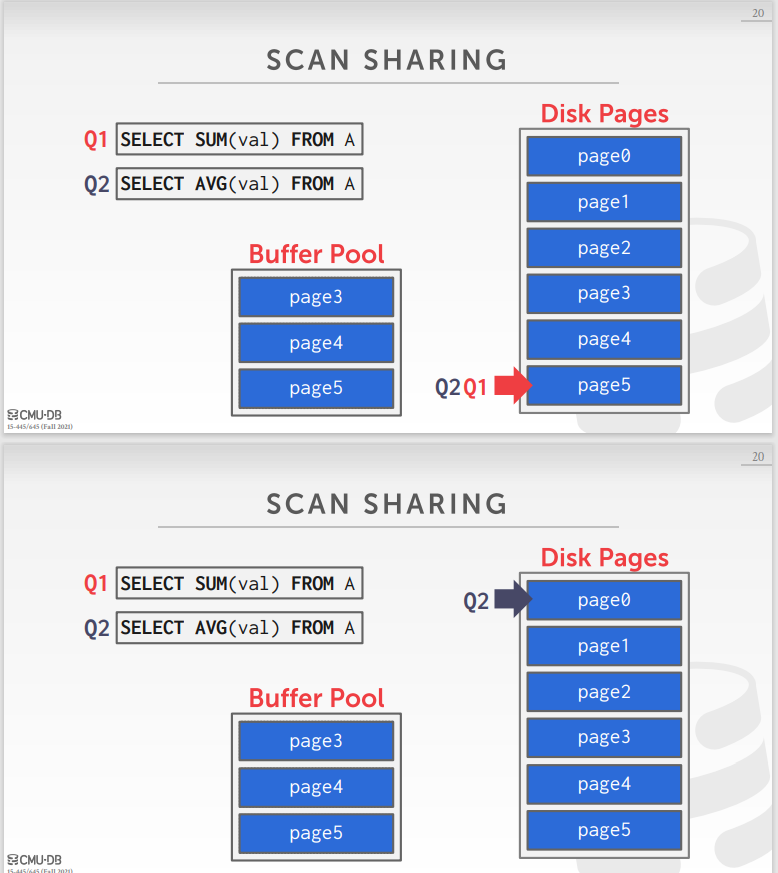 20
SCAN SHARING
Q1 SELECT SUM(val) FROM A
Q2 SELECT AVG(val) FROM A
Buffer Pool
page3
page4
page5
Disk Pages
page0
page1
page2
page3
page4
page5
Q2 Q1
CMU·DB
15-445/645 (Fall 2021)
20
SCAN SHARING
Q1 SELECT SUM(val) FROM A
Q2 SELECT AVG(val) FROM A
Buffer Pool
page3
page4
page5
Disk Pages
Q2
page0
page1
page2
page3
page4
page5
CMU·DB
15-445/645 (Fall 2021)